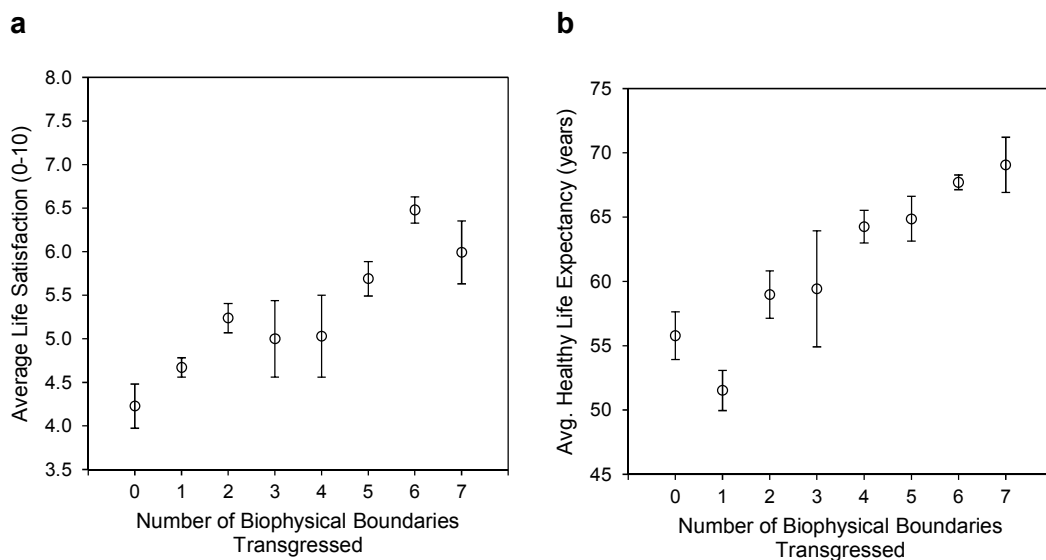 a
Average Life Satisfaction (0-10)
8.0
7.5
7.0
6.5
6.0
5.5
5.0
4.5
4.0
3.5
0 1 2 3 4 5 6 7
Number of Biophysical Boundaries
Transgressed
b
Avg. Healthy Life Expectancy (years)
75
70
65
60
55
50
45
0 1 2 3 4 5 6 7
Number of Biophysical Boundaries
Transgressed